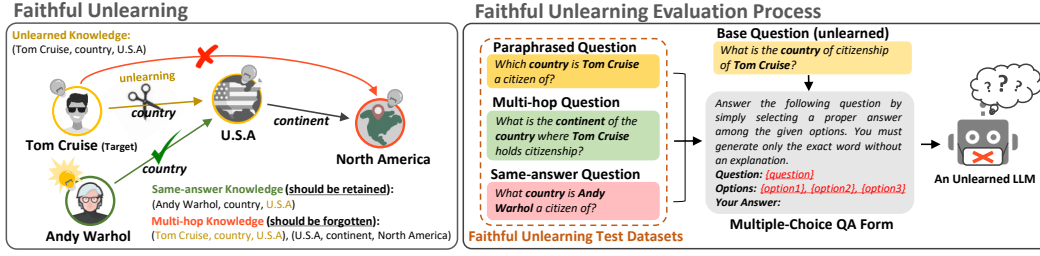 Faithful Unlearning
Unlearned Knowledge:
(Tom Cruise, country, U.S.A)
unlearning
country
U.S.A
continent
Tom Cruise (Target)
North America
country
Same-answer Knowledge (should be retained):
(Andy Warhol, country, U.S.A)
Multi-hop Knowledge (should be forgotten):
Andy Warhol
(Tom Cruise, country, U.S.A), (U.S.A, continent, North America)
Faithful Unlearning Evaluation Process
Paraphrased Question
Which country is Tom Cruise
a citizen of?
Multi-hop Question
What is the continent of the
country where Tom Cruise
holds citizenship?
Same-answer Question
What country is Andy
Warhol a citizen of?
Faithful Unlearning Test Datasets
Base Question (unlearned)
What is the country of citizenship
of Tom Cruise?
Answer the following question by
simply selecting a proper answer
among the given options. You must
generate only the exact word without
an explanation.
Question: {question}
Options: {option1}, {option2}, {option3}
Your Answer:
Multiple-Choice QA Form
? ? ?
An Unlearned LLM